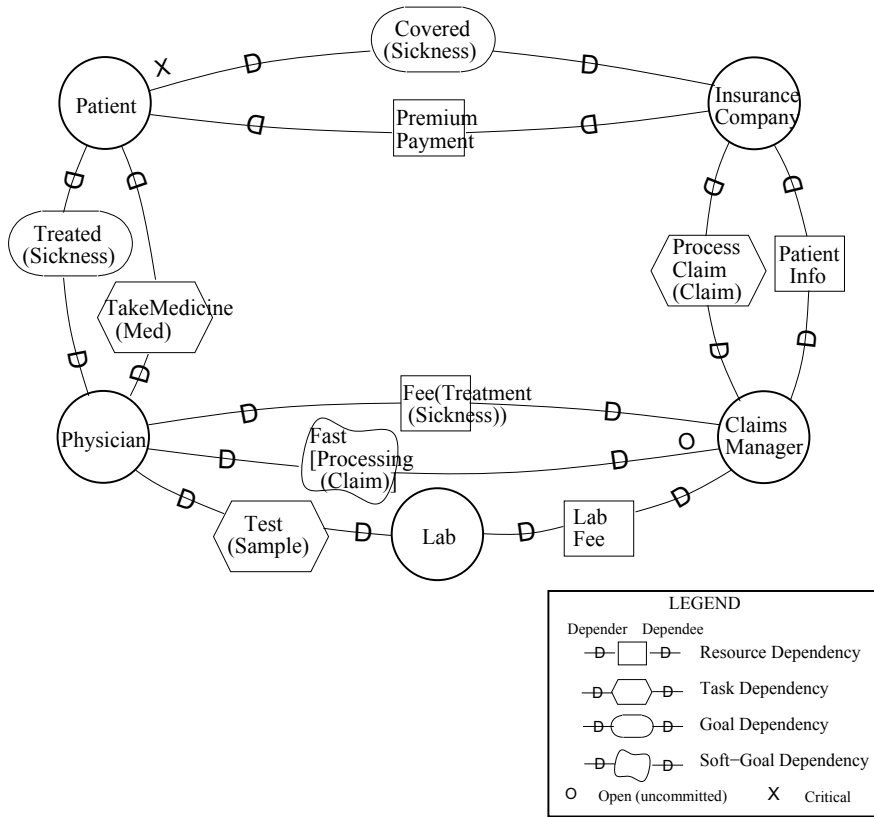 Covered
(Sickness)
X
D
D
Patient
Insurance
Company
D
Premium
Payment
D
D
D
D
D
Treated
(Sickness)
Process
Claim
(Claim)
Patient
Info
TakeMedicine
(Med)
D
D
D
D
Fee(Treatment
(Sickness))
D
D
Physician
Fast
[Processing
(Claim)]
D
D
O
Claims
Manager
D
Test
(Sample)
D
Lab
D
Lab
Fee
D
LEGEND
Depender Dependee
D D Resource Dependency
D D Task Dependency
D D Goal Dependency
D D Soft-Goal Dependency
O Open (uncommitted) X Critical